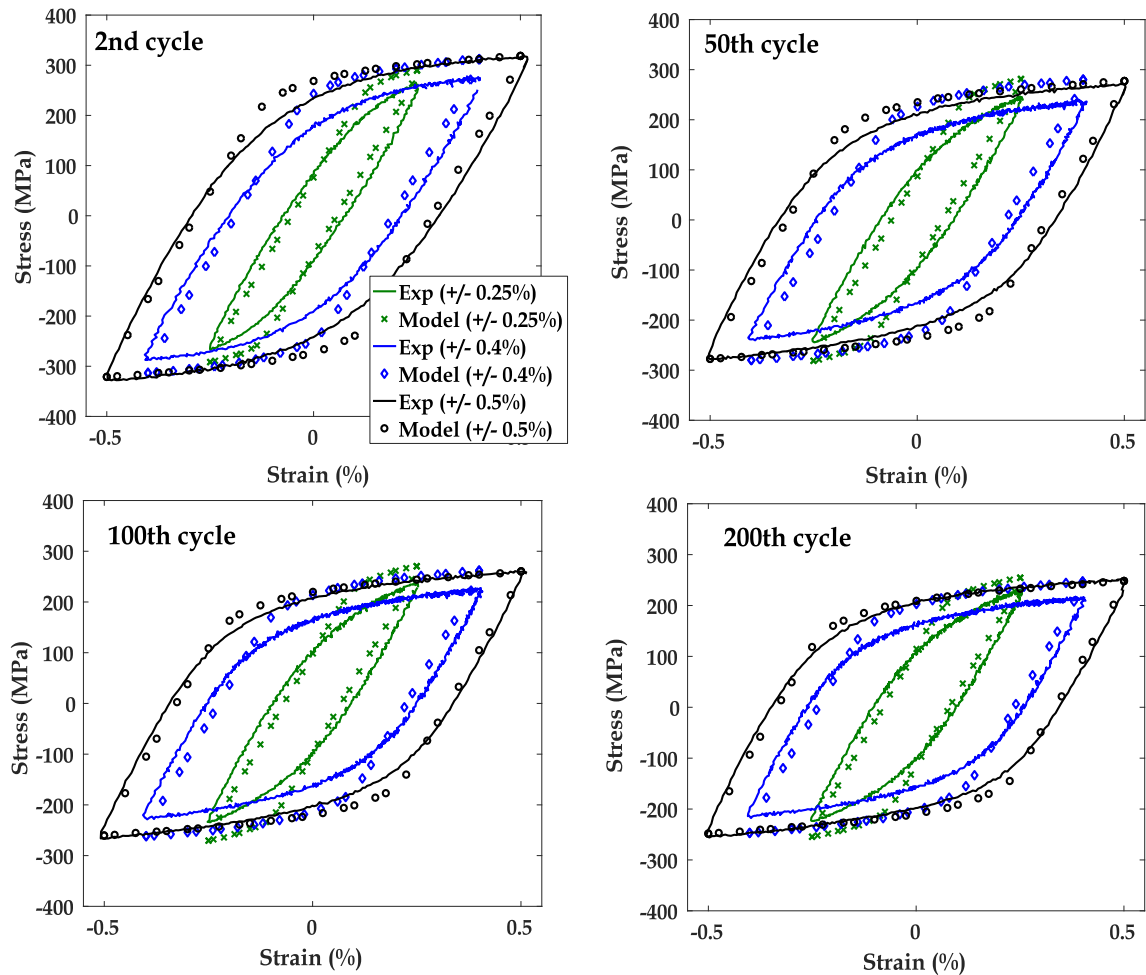 2nd cycle
400
300
200
100
0
-100
-200
-300
-400
Stress (MPa)
-0.5
0
Strain (%)
Exp (+/- 0.25%)
Model (+/- 0.25%)
Exp (+/- 0.4%)
Model (+/- 0.4%)
Exp (+/- 0.5%)
Model (+/- 0.5%)
50th cycle
400
300
200
100
0
-100
-200
-300
-400
Stress (MPa)
-0.5
0
0.5
Strain (%)
100th cycle
400
300
200
100
0
-100
-200
-300
-400
Stress (MPa)
-0.5
0
0.5
Strain (%)
200th cycle
400
300
200
100
0
-100
-200
-300
-400
Stress (MPa)
-0.5
0
0.5
Strain (%)